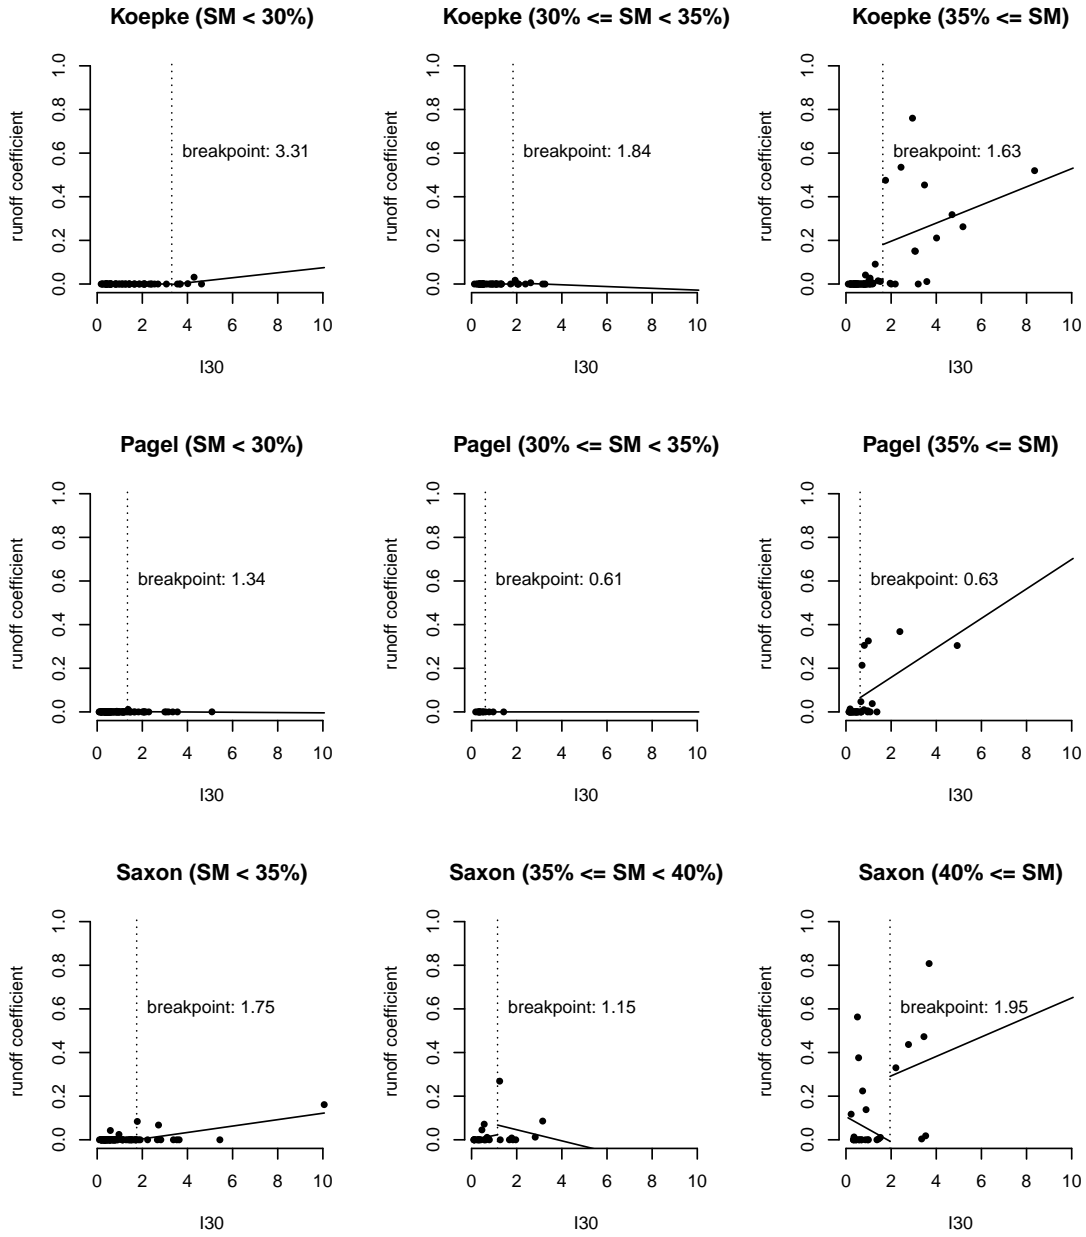 Koepke (SM < 30%)
runoff coefficient
1.0
0.8
0.6
0.4
0.2
0.0
breakpoint: 3.31
0 2 4 6 8 10
I30
Koepke (30% <= SM < 35%)
runoff coefficient
1.0
0.8
0.6
0.4
0.2
0.0
breakpoint: 1.84
0 2 4 6 8 10
I30
Koepke (35% <= SM)
runoff coefficient
1.0
0.8
0.6
0.4
0.2
0.0
breakpoint: 1.63
0 2 4 6 8 10
I30
Pagel (SM < 30%)
runoff coefficient
1.0
0.8
0.6
0.4
0.2
0.0
breakpoint: 1.34
0 2 4 6 8 10
I30
Pagel (30% <= SM < 35%)
runoff coefficient
1.0
0.8
0.6
0.4
0.2
0.0
breakpoint: 0.61
0 2 4 6 8 10
I30
Pagel (35% <= SM)
runoff coefficient
1.0
0.8
0.6
0.4
0.2
0.0
breakpoint: 0.63
0 2 4 6 8 10
I30
Saxon (SM < 35%)
runoff coefficient
1.0
0.8
0.6
0.4
0.2
0.0
breakpoint: 1.75
0 2 4 6 8 10
I30
Saxon (35% <= SM < 40%)
runoff coefficient
1.0
0.8
0.6
0.4
0.2
0.0
breakpoint: 1.15
0 2 4 6 8 10
I30
Saxon (40% <= SM)
runoff coefficient
1.0
0.8
0.6
0.4
0.2
0.0
breakpoint: 1.95
0 2 4 6 8 10
I30